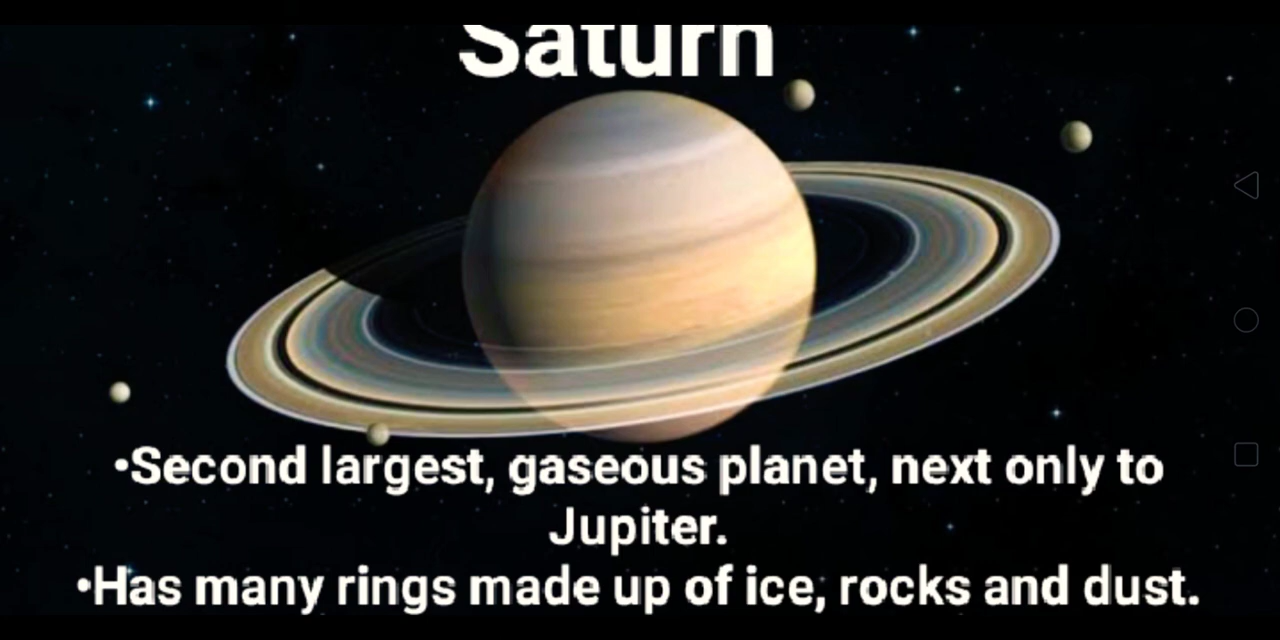 Saturn
•Second largest, gaseous planet, next only to
Jupiter.
•Has many rings made up of ice, rocks and dust.